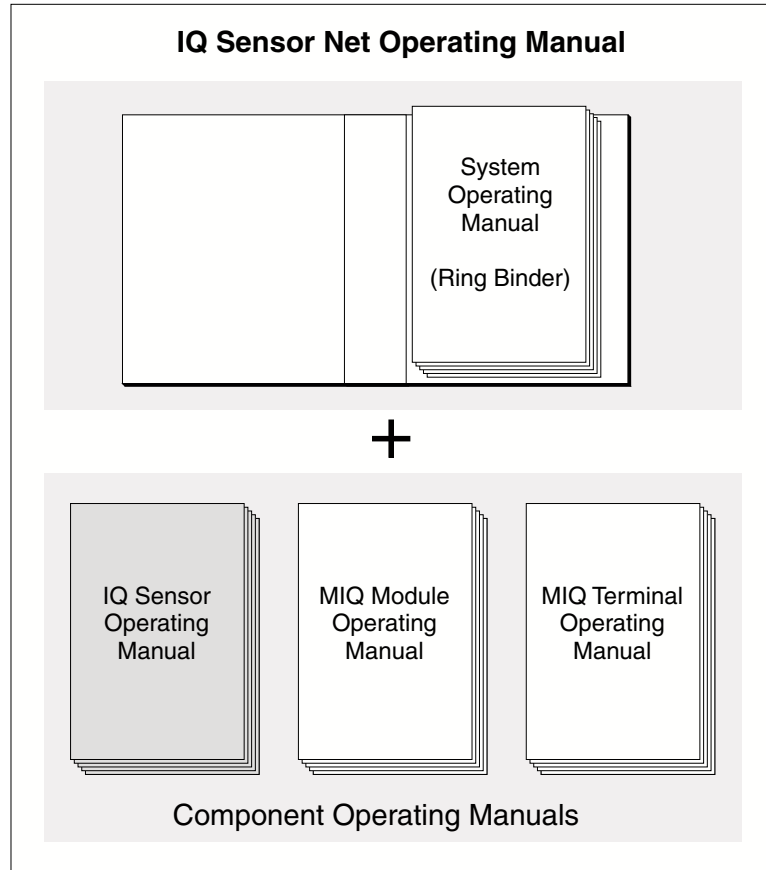 IQ Sensor Net Operating Manual
System
Operating
Manual
(Ring Binder)
+
IQ Sensor
Operating
Manual
MIQ Module
Operating
Manual
MIQ Terminal
Operating
Manual
Component Operating Manuals